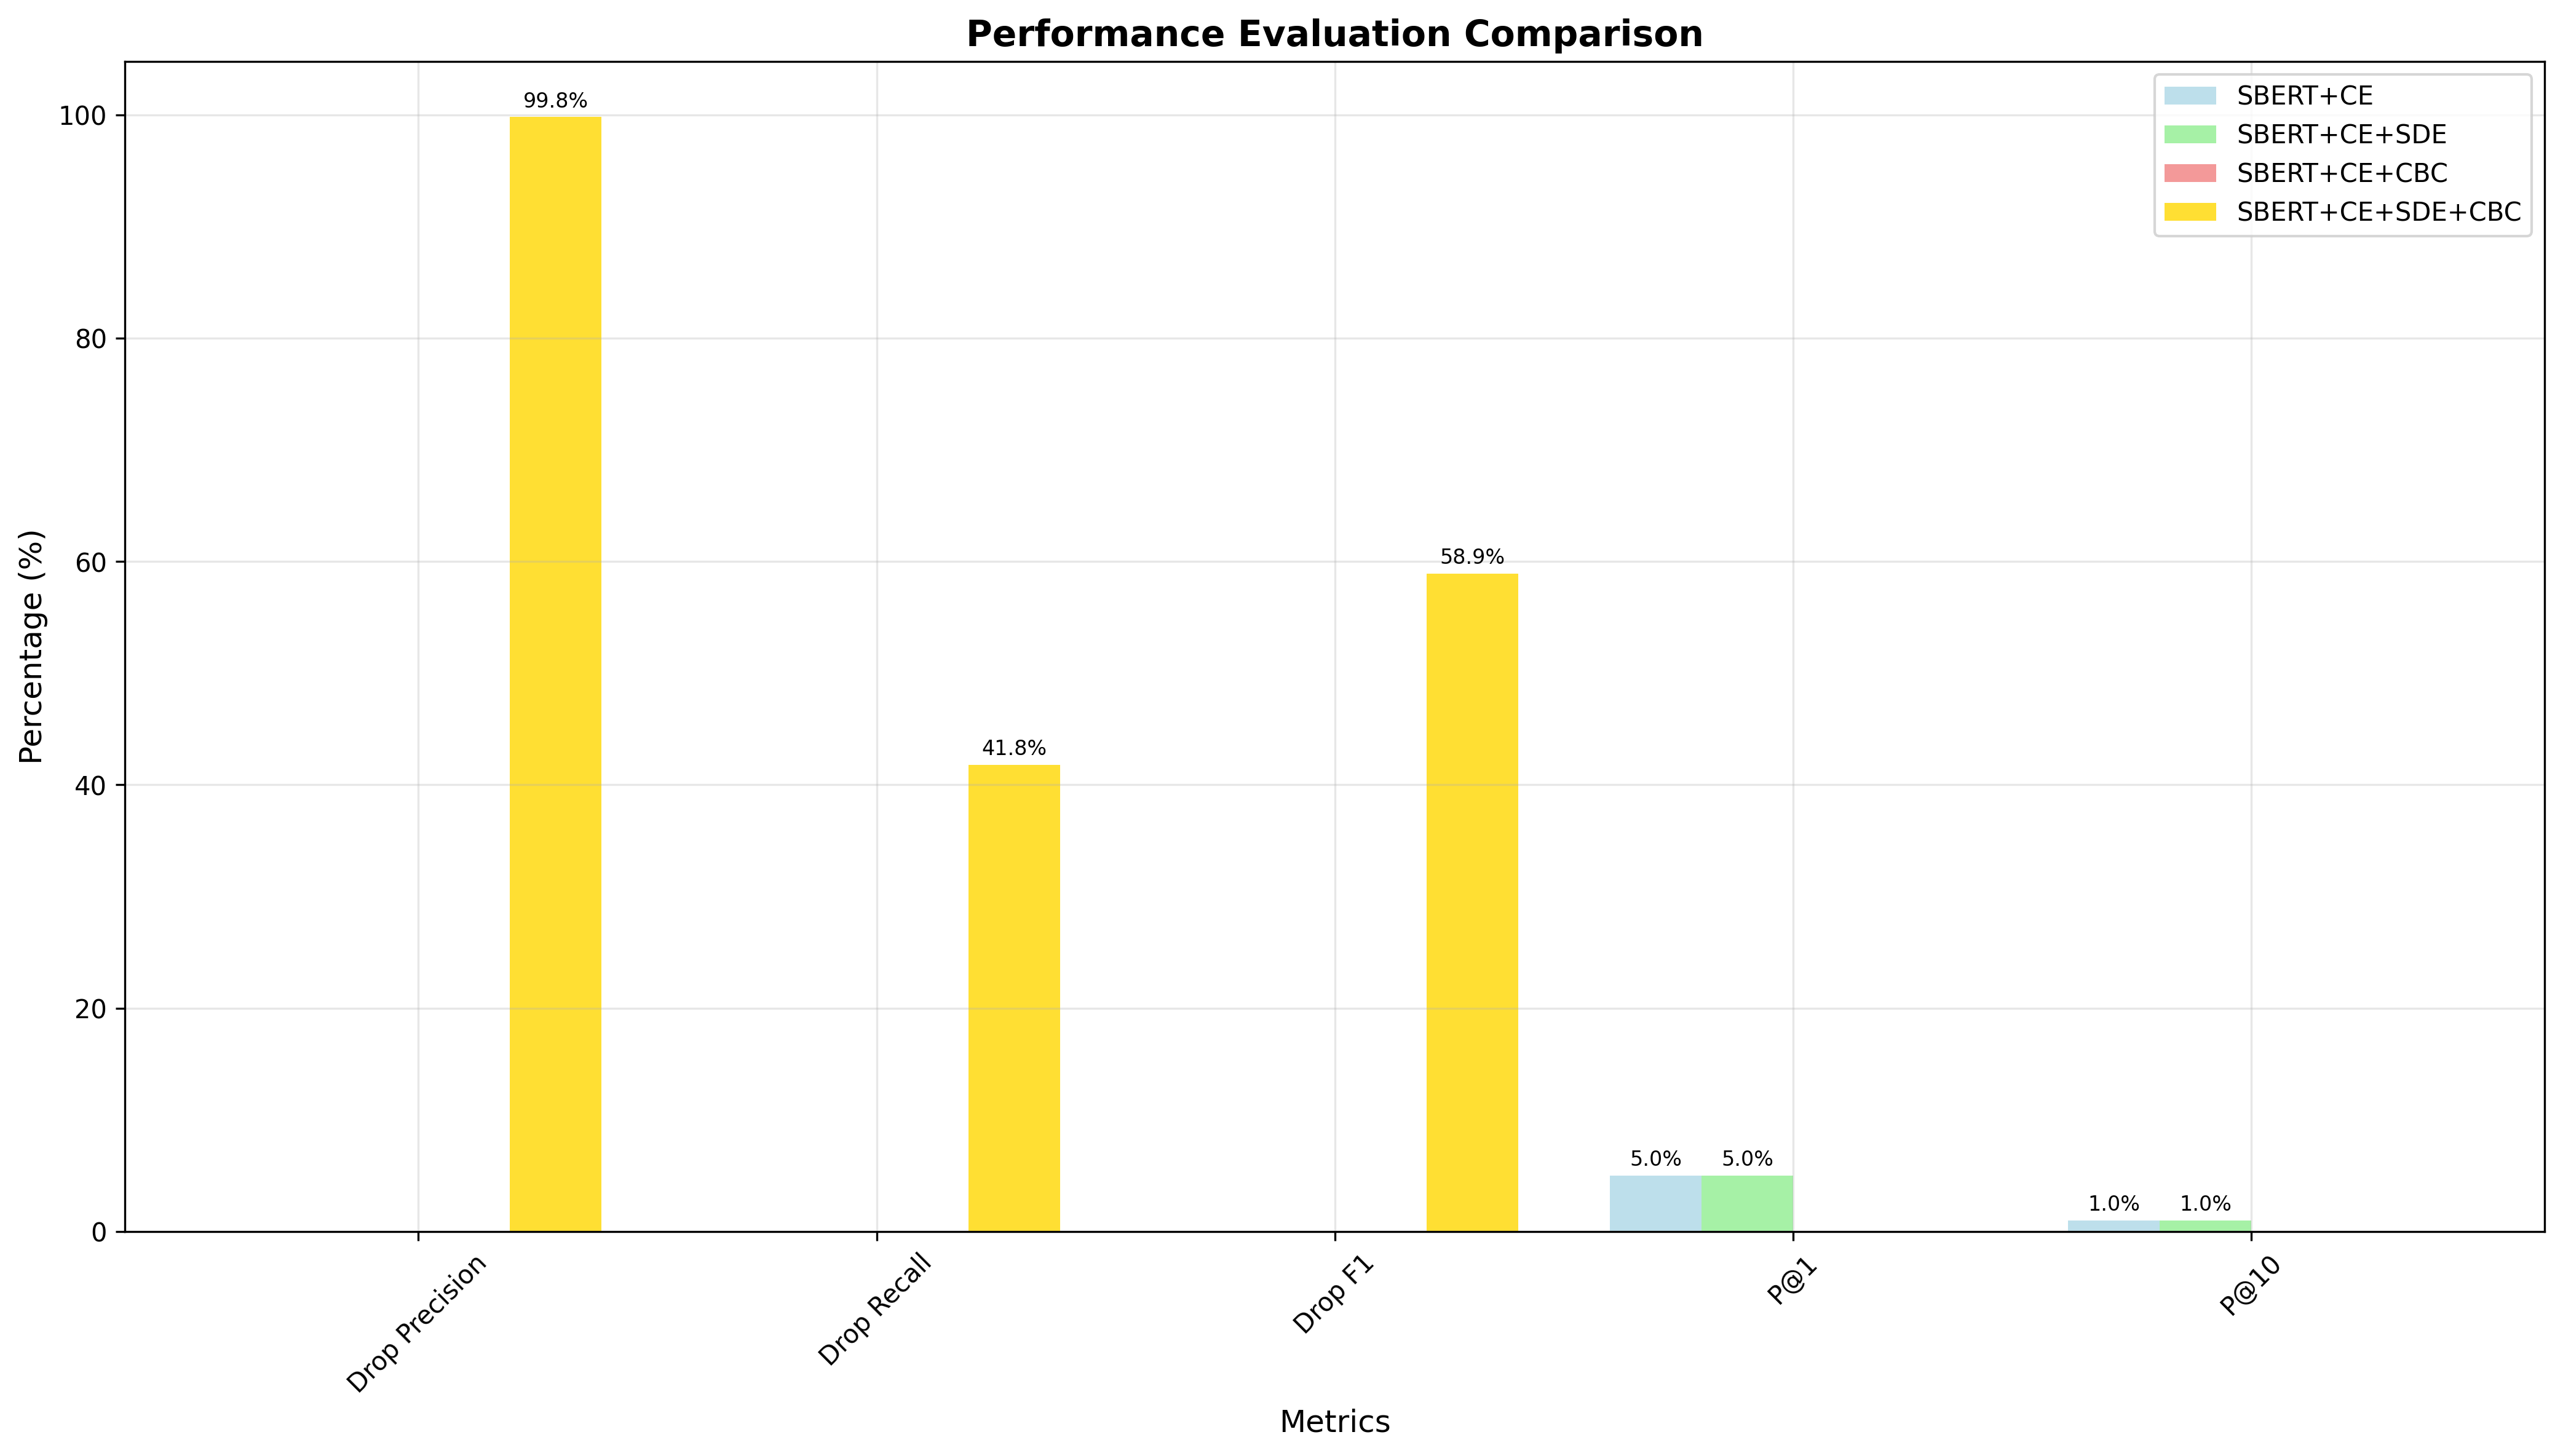 Performance Evaluation Comparison
SBERT+CE
SBERT+CE+SDE
SBERT+CE+CBC
SBERT+CE+SDE+CBC
Percentage (%)
100
80
60
40
20
0
99.8%
41.8%
58.9%
5.0%
5.0%
1.0%
1.0%
Drop Precision
Drop Recall
Drop F1
P@1
P@10
Metrics